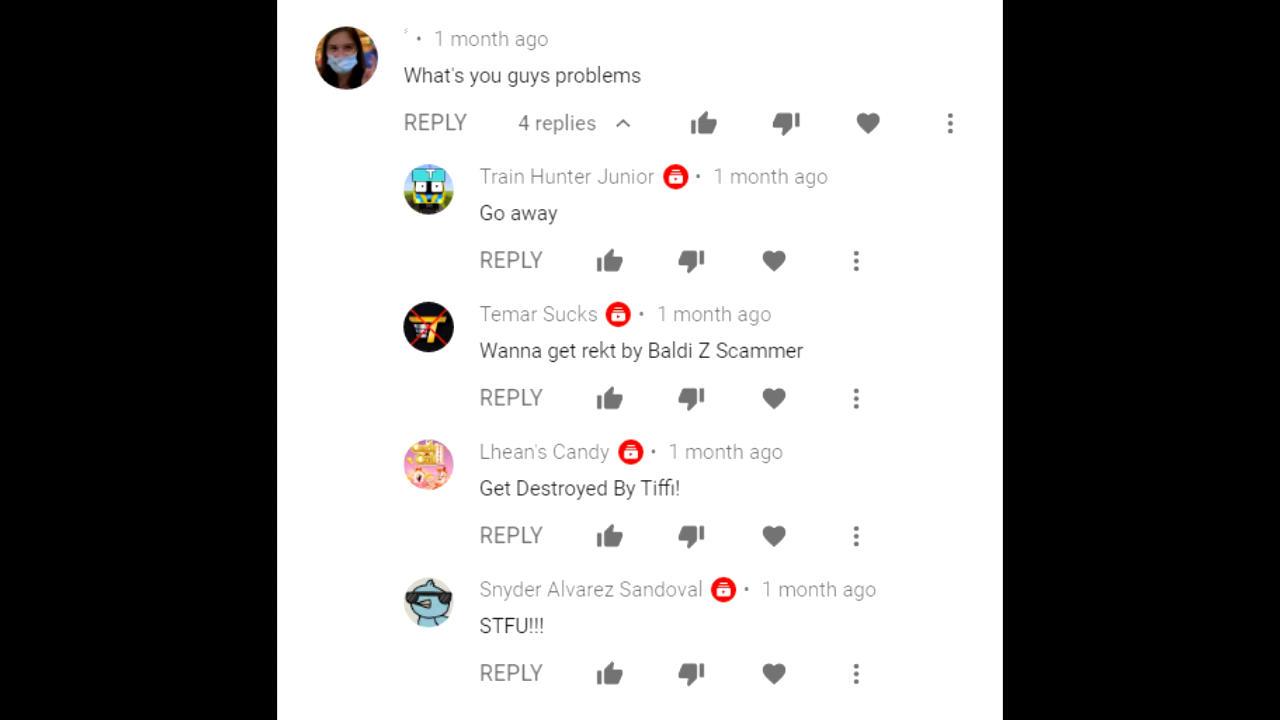 • 1 month ago
What's you guys problems
REPLY 4 replies
Train Hunter Junior • 1 month ago
Go away
REPLY
Temar Sucks • 1 month ago
Wanna get rekt by Baldi Z Scammer
REPLY
Lhean's Candy • 1 month ago
Get Destroyed By Tiffi!
REPLY
Snyder Alvarez Sandoval • 1 month ago
STFU!!!
REPLY